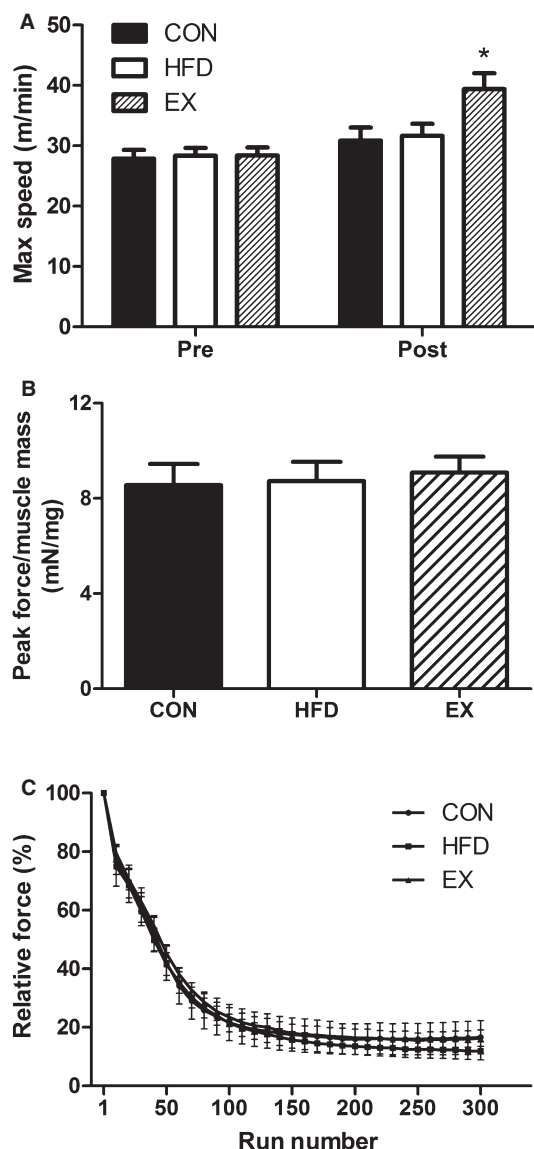 A
50
40
30
20
10
0
Max speed (m/min)
CON
HFD
EX
*
Pre Post
B
12
8
4
0
Peak force/muscle mass
(mN/mg)
CON HFD EX
C
100
80
60
40
20
0
Relative force (%)
CON
HFD
EX
1 50 100 150 200 250 300
Run number